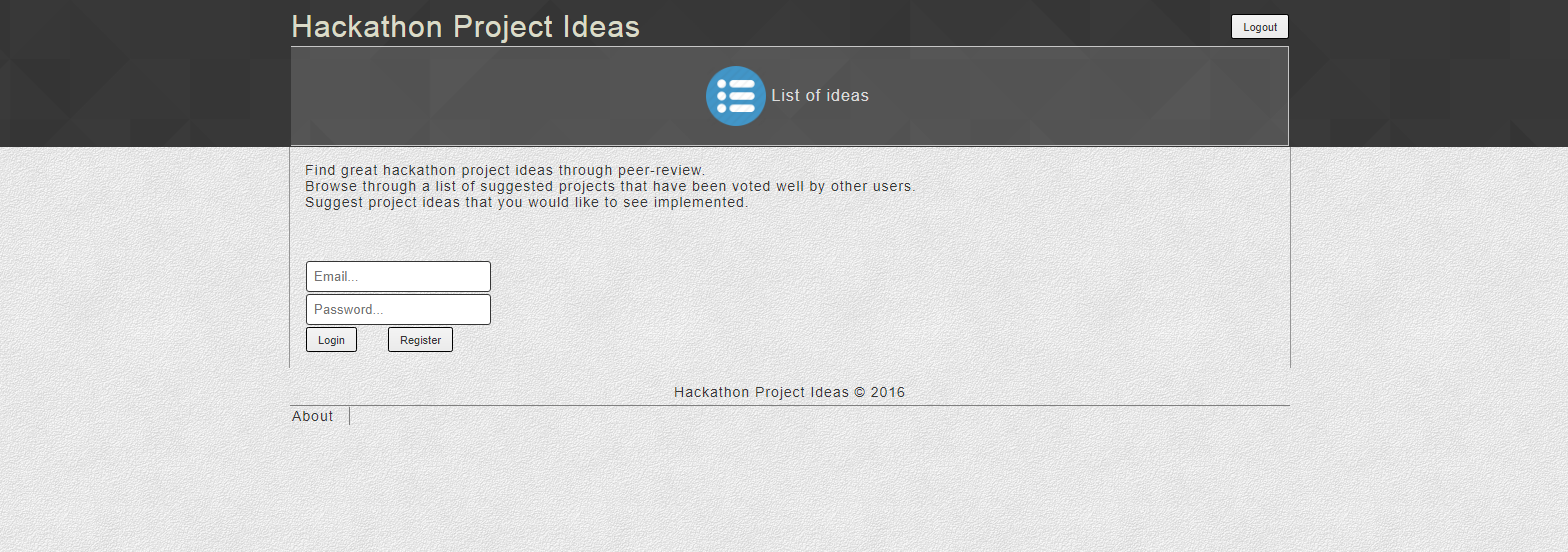 Hackathon Project Ideas
Logout
List of ideas
Find great hackathon project ideas through peer-review.
Browse through a list of suggested projects that have been voted well by other users.
Suggest project ideas that you would like to see implemented.
Email...
Password...
Login
Register
Hackathon Project Ideas © 2016
About